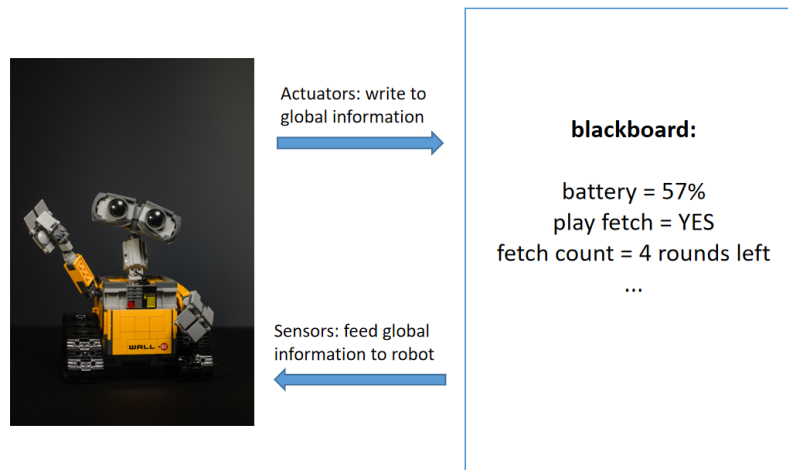 Actuators: write to
global information
blackboard:
battery = 57%
play fetch = YES
fetch count = 4 rounds left
...
Sensors: feed global
information to robot
WALL